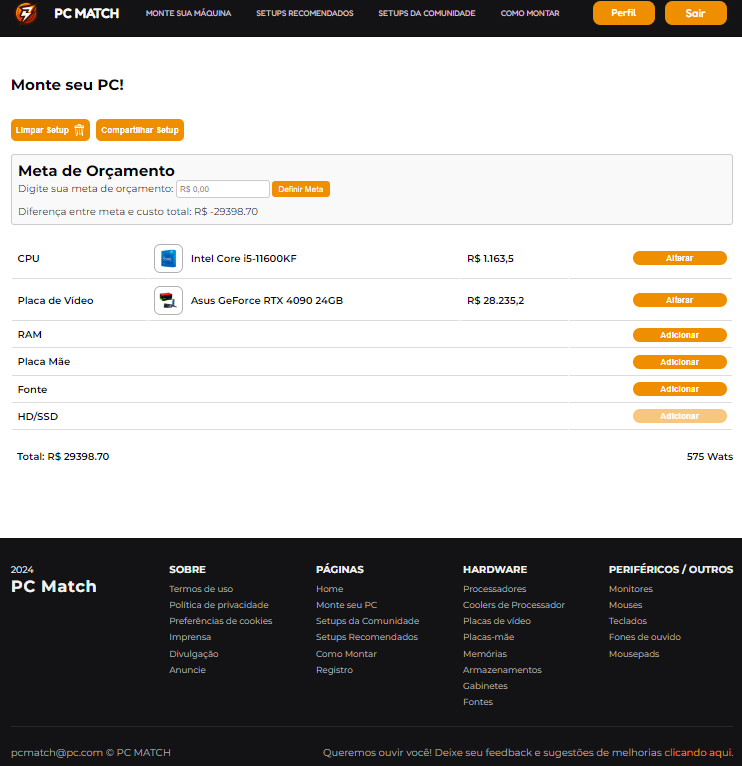 PC MATCH MONTE SUA MÁQUINA SETUPS RECOMENDADOS SETUPS DA COMUNIDADE COMO MONTAR Perfil Sair
Monte seu PC!
Limpar Setup Compartilhar Setup
Meta de Orçamento
Digite sua meta de orçamento: R$ 0,00 Definir Meta
Diferença entre meta e custo total: R$ -29398.70
CPU Intel Core i5-11600KF R$ 1.163,5 Alterar
Placa de Vídeo Asus GeForce RTX 4090 24GB R$ 28.235,2 Alterar
RAM Adicionar
Placa Mãe Adicionar
Fonte Adicionar
HD/SSD Adicionar
Total: R$ 29398.70 575 Wats
2024
PC Match
SOBRE
Termos de uso
Política de privacidade
Preferências de cookies
Imprensa
Divulgação
Anuncie
PÁGINAS
Home
Monte seu PC
Setups da Comunidade
Setups Recomendados
Como Montar
Registro
HARDWARE
Processadores
Coolers de Processador
Placas de vídeo
Placas-mãe
Memórias
Armazenamentos
Gabinetes
Fontes
PERIFÉRICOS / OUTROS
Monitores
Mouses
Teclados
Fones de ouvido
Mousepads
pcmatch@pc.com © PC MATCH Queremos ouvir você! Deixe seu feedback e sugestões de melhorias clicando aqui.